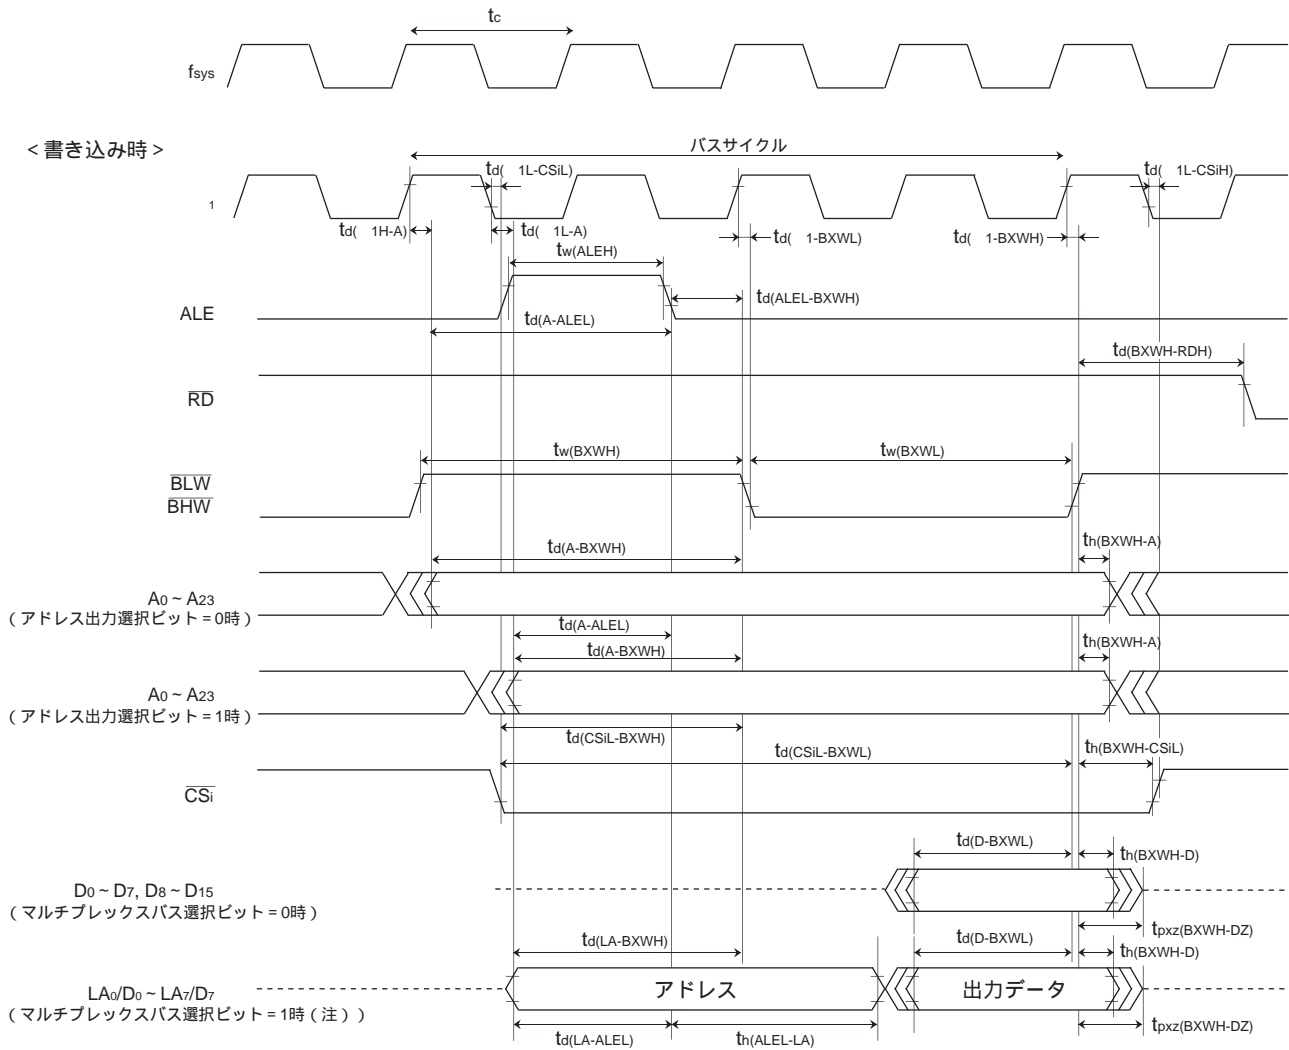 tc
fsys
<書き込み時>
バスサイクル
td( 1L-CSiL)
td( 1L-CSiH)
1
td( 1H-A)
td( 1L-A)
td( 1-BXWL)
td( 1-BXWH)
tw(ALEH)
td(ALEL-BXWH)
ALE
td(A-ALEL)
td(BXWH-RDH)
RD
tw(BXWH)
tw(BXWL)
BLW
BHW
td(A-BXWH)
th(BXWH-A)
A0~A23
(アドレス出力選択ビット=0時)
td(A-ALEL)
td(A-BXWH)
th(BXWH-A)
A0~A23
(アドレス出力選択ビット=1時)
td(CSiL-BXWH)
td(CSiL-BXWL)
th(BXWH-CSiL)
CSi
td(D-BXWL)
th(BXWH-D)
D0~D7, D8~D15
(マルチプレックスバス選択ビット=0時)
tpxz(BXWH-DZ)
td(LA-BXWH)
td(D-BXWL)
th(BXWH-D)
LA0/D0~LA7/D7
アドレス
出力データ
(マルチプレックスバス選択ビット=1時(注))
tpxz(BXWH-DZ)
td(LA-ALEL)
th(ALEL-LA)